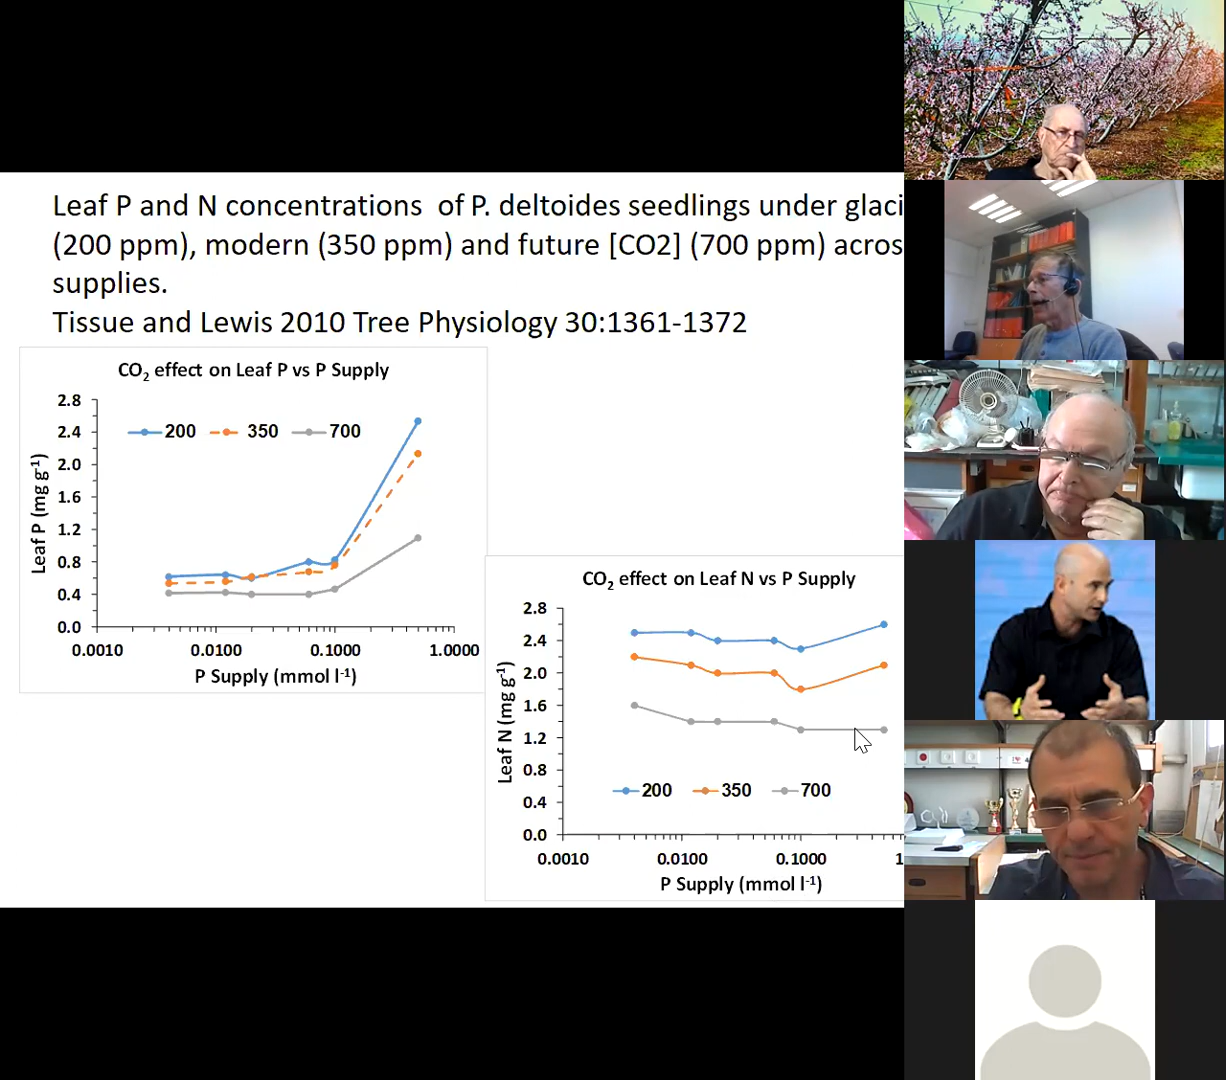 Leaf P and N concentrations of P. deltoides seedlings under glaci
(200 ppm), modern (350 ppm) and future [CO2] (700 ppm) acros
supplies.
Tissue and Lewis 2010 Tree Physiology 30:1361-1372
CO2 effect on Leaf P vs P Supply
2.8
2.4
2.0
1.6
1.2
0.8
0.4
0.0
200 350 700
Leaf P (mg g-1)
0.0010 0.0100 0.1000 1.0000
P Supply (mmol l-1)
CO2 effect on Leaf N vs P Supply
2.8
2.4
2.0
1.6
1.2
0.8
0.4
0.0
Leaf N (mg g-1)
200 350 700
0.0010 0.0100 0.1000 1
P Supply (mmol l-1)